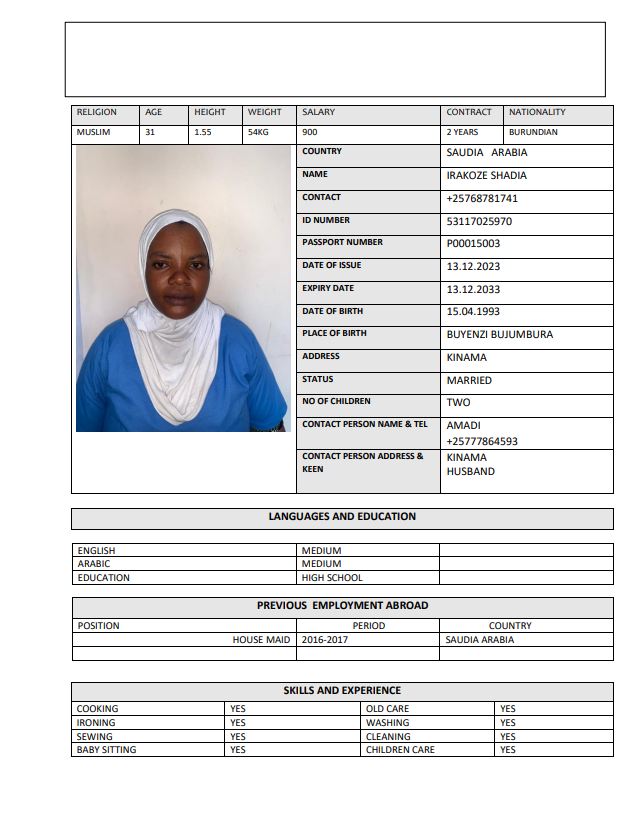 RELIGION AGE HEIGHT WEIGHT SALARY CONTRACT NATIONALITY
MUSLIM 31 1.55 54KG 900 2 YEARS BURUNDIAN
COUNTRY SAUDIA ARABIA
NAME IRAKOZE SHADIA
CONTACT +25768781741
ID NUMBER 53117025970
PASSPORT NUMBER P00015003
DATE OF ISSUE 13.12.2023
EXPIRY DATE 13.12.2033
DATE OF BIRTH 15.04.1993
PLACE OF BIRTH BUYENZI BUJUMBURA
ADDRESS KINAMA
STATUS MARRIED
NO OF CHILDREN TWO
CONTACT PERSON NAME & TEL AMADI
+25777864593
CONTACT PERSON ADDRESS & KINAMA
KEEN HUSBAND
LANGUAGES AND EDUCATION
ENGLISH MEDIUM
ARABIC MEDIUM
EDUCATION HIGH SCHOOL
PREVIOUS EMPLOYMENT ABROAD
POSITION PERIOD COUNTRY
HOUSE MAID 2016-2017 SAUDIA ARABIA
SKILLS AND EXPERIENCE
COOKING YES OLD CARE YES
IRONING YES WASHING YES
SEWING YES CLEANING YES
BABY SITTING YES CHILDREN CARE YES